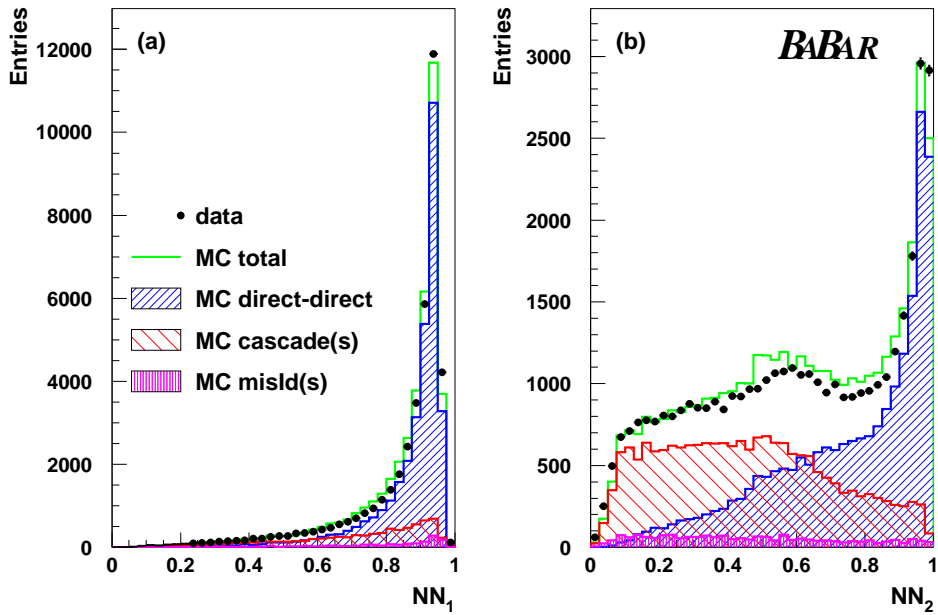 Entries
(a)
12000
10000
8000
6000
4000
2000
0
data
MC total
MC direct-direct
MC cascade(s)
MC misId(s)
0 0.2 0.4 0.6 0.8 1
NN1
Entries
(b)
BABAR
3000
2500
2000
1500
1000
500
0
0 0.2 0.4 0.6 0.8 1
NN2